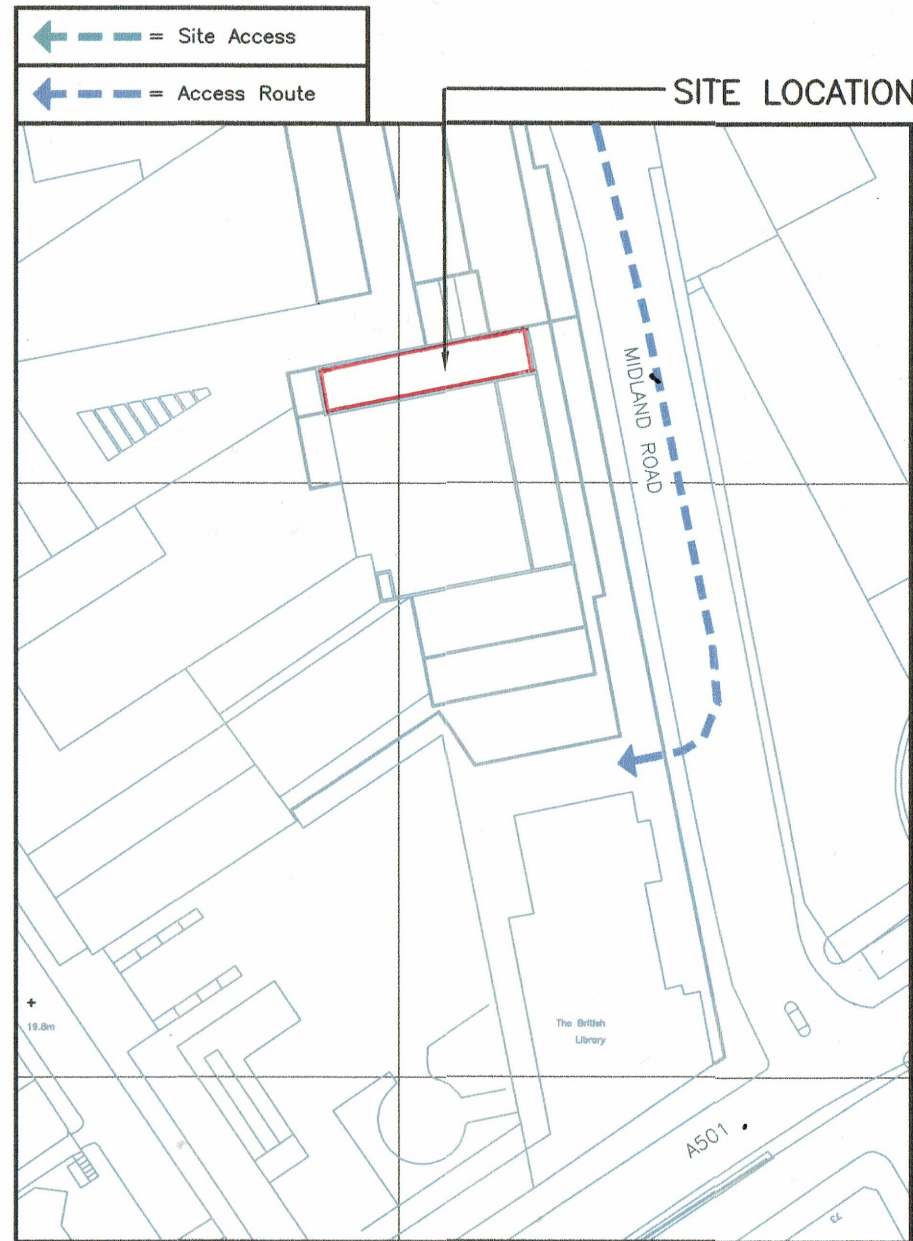 = Site Access
= Access Route
SITE LOCATION
MIDLAND ROAD
+
19.8m
The British
Library
A501